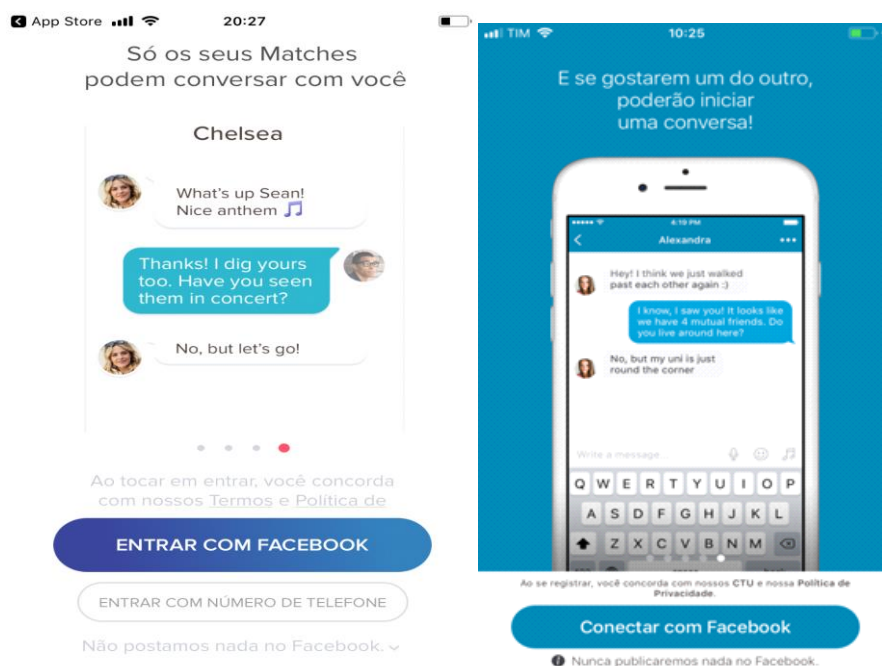 App Store 20:27
Só os seus Matches
podem conversar com você
Chelsea
What's up Sean!
Nice anthem 🎵
Thanks! I dig yours
too. Have you seen
them in concert?
No, but let's go!
Ao tocar em entrar, você concorda
com nossos Termos e Política de
ENTRAR COM FACEBOOK
ENTRAR COM NÚMERO DE TELEFONE
Não postamos nada no Facebook.
TIM 10:25
E se gostarem um do outro,
poderão iniciar
uma conversa!
4:19 PM
Alexandra
Hey! I think we just walked
past each other again :)
I know, I saw you! It looks like
we have 4 mutual friends. Do
you live around here?
No, but my uni is just
round the corner
Write a message...
Q W E R T Y U I O P
A S D F G H J K L
Z X C V B N M
Ao se registrar, você concorda com nossos CTU e nossa Política de
Privacidade.
Conectar com Facebook
Nunca publicaremos nada no Facebook.